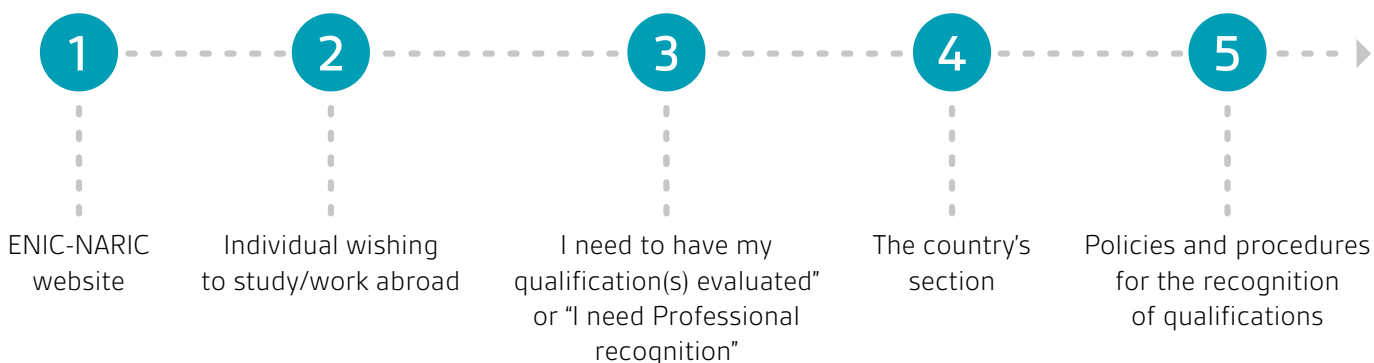 1
2
3
4
5
ENIC-NARIC
website
Individual wishing
to study/work abroad
I need to have my
qualification(s) evaluated”
or “I need Professional
recognition”
The country’s
section
Policies and procedures
for the recognition
of qualifications